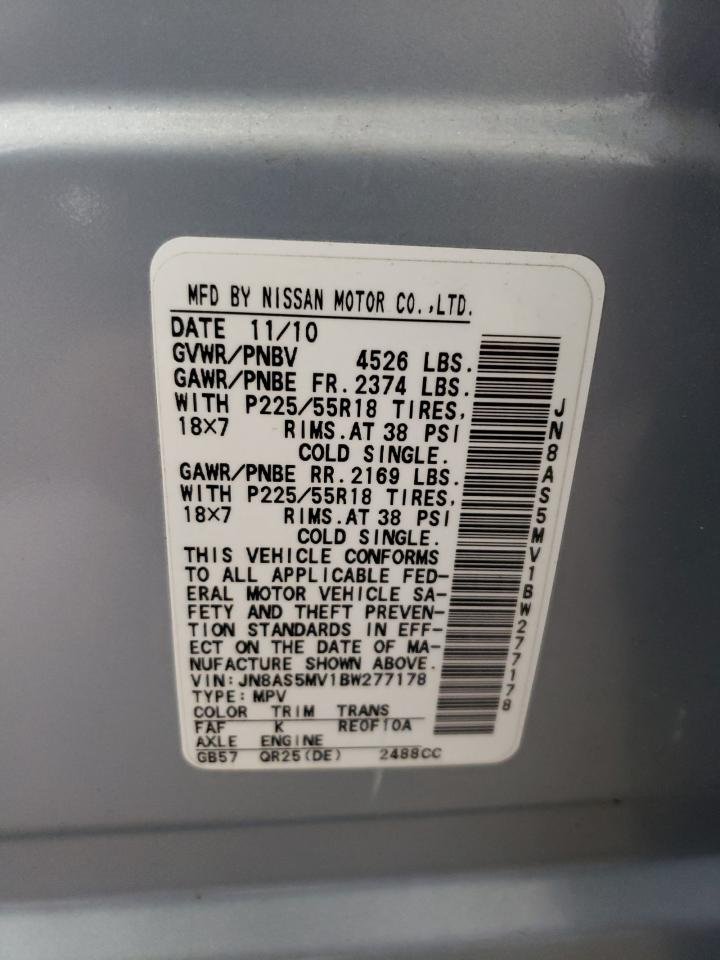 MFD BY NISSAN MOTOR CO.,LTD.
DATE 11/10
GVWR/PNBV 4526 LBS.
GAWR/PNBE FR. 2374 LBS.
WITH P225/55R18 TIRES,
18X7 RIMS.AT 38 PSI
COLD SINGLE.
GAWR/PNBE RR. 2169 LBS.
WITH P225/55R18 TIRES,
18X7 RIMS.AT 38 PSI
COLD SINGLE.
THIS VEHICLE CONFORMS
TO ALL APPLICABLE FED-
ERAL MOTOR VEHICLE SA-
FETY AND THEFT PREVEN-
TION STANDARDS IN EFF-
ECT ON THE DATE OF MA-
NUFACTURE SHOWN ABOVE.
VIN: JN8AS5MV1BW277178
TYPE: MPV
COLOR TRIM TRANS
FAF K RE0F10A
AXLE ENGINE
GB57 QR25(DE) 2488CC
JN8AS5MV1BW277178